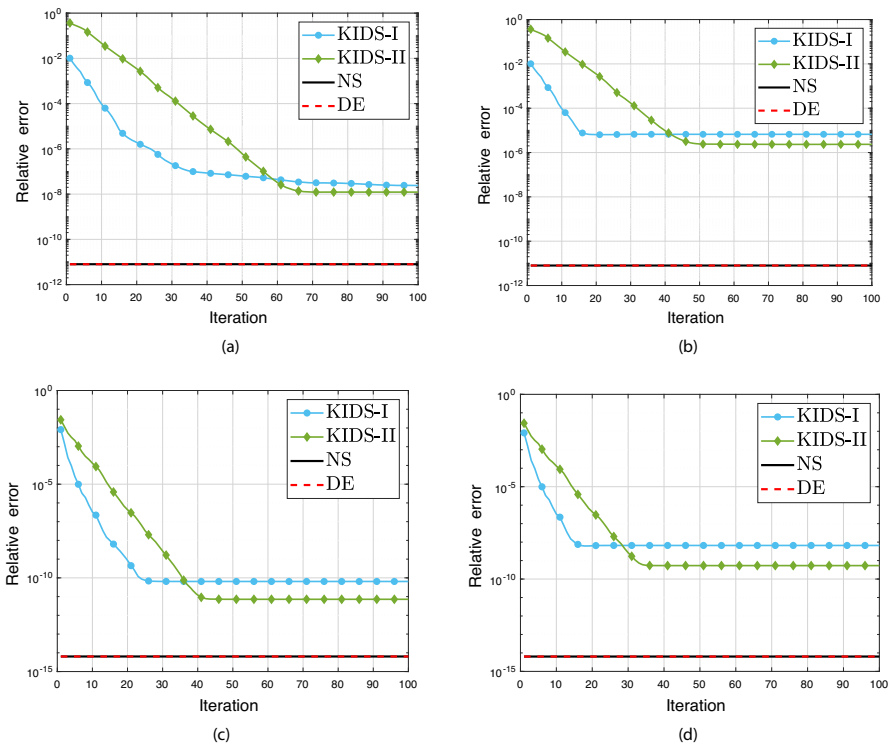 Relative error
10^0
10^-2
10^-4
10^-6
10^-8
10^-10
10^-12
KIDS-I
KIDS-II
NS
DE
0 10 20 30 40 50 60 70 80 90 100
Iteration
(a)
Relative error
10^0
10^-2
10^-4
10^-6
10^-8
10^-10
10^-12
KIDS-I
KIDS-II
NS
DE
0 10 20 30 40 50 60 70 80 90 100
Iteration
(b)
Relative error
10^0
10^-5
10^-10
10^-15
KIDS-I
KIDS-II
NS
DE
0 10 20 30 40 50 60 70 80 90 100
Iteration
(c)
Relative error
10^0
10^-5
10^-10
10^-15
KIDS-I
KIDS-II
NS
DE
0 10 20 30 40 50 60 70 80 90 100
Iteration
(d)